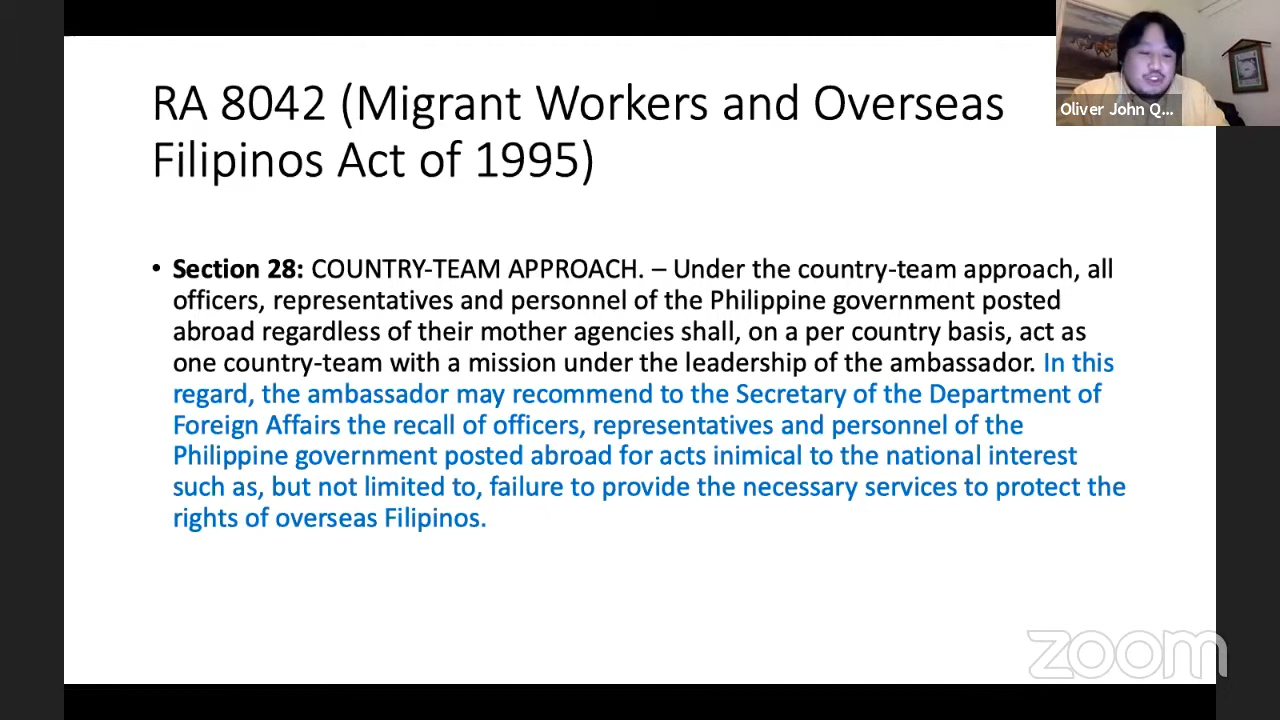 RA 8042 (Migrant Workers and Overseas
Filipinos Act of 1995)
Oliver John Q...
• Section 28: COUNTRY-TEAM APPROACH. – Under the country-team approach, all
officers, representatives and personnel of the Philippine government posted
abroad regardless of their mother agencies shall, on a per country basis, act as
one country-team with a mission under the leadership of the ambassador. In this
regard, the ambassador may recommend to the Secretary of the Department of
Foreign Affairs the recall of officers, representatives and personnel of the
Philippine government posted abroad for acts inimical to the national interest
such as, but not limited to, failure to provide the necessary services to protect the
rights of overseas Filipinos.
zoom